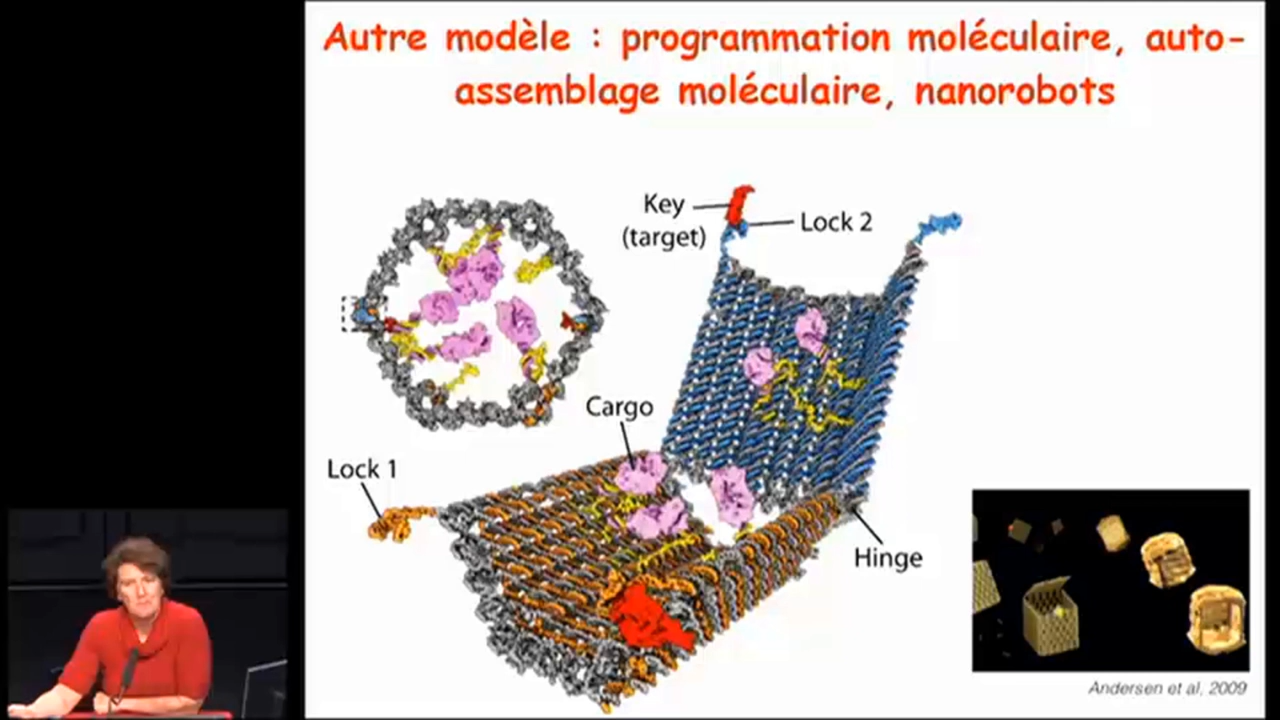 Autre modèle : programmation moléculaire, auto-
assemblage moléculaire, nanorobots
Key
(target)
Lock 2
Cargo
Lock 1
Hinge
Andersen et al, 2009